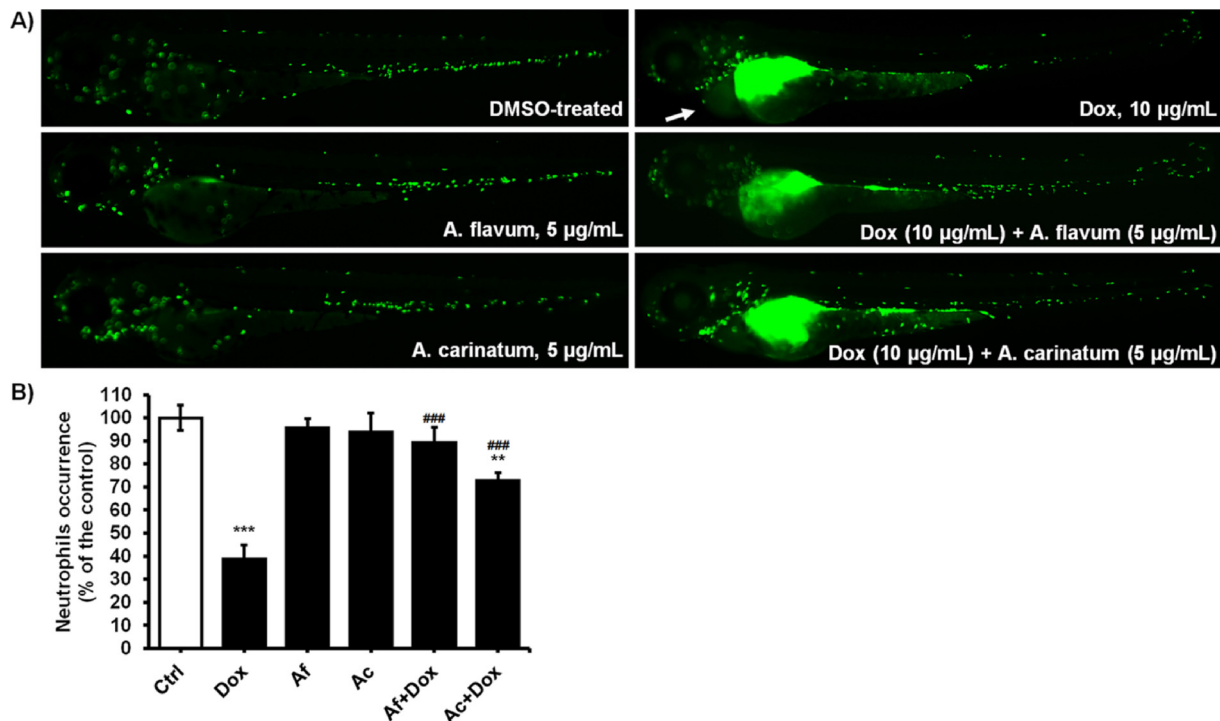 A)
DMSO-treated
Dox, 10 µg/mL
A. flavum, 5 µg/mL
Dox (10 µg/mL) + A. flavum (5 µg/mL)
A. carinatum, 5 µg/mL
Dox (10 µg/mL) + A. carinatum (5 µg/mL)
B)
Neutrophils occurrence
(% of the control)
110
100
90
80
70
60
50
40
30
20
10
0
***
###
###
**
Ctrl
Dox
Af
Ac
Af+Dox
Ac+Dox